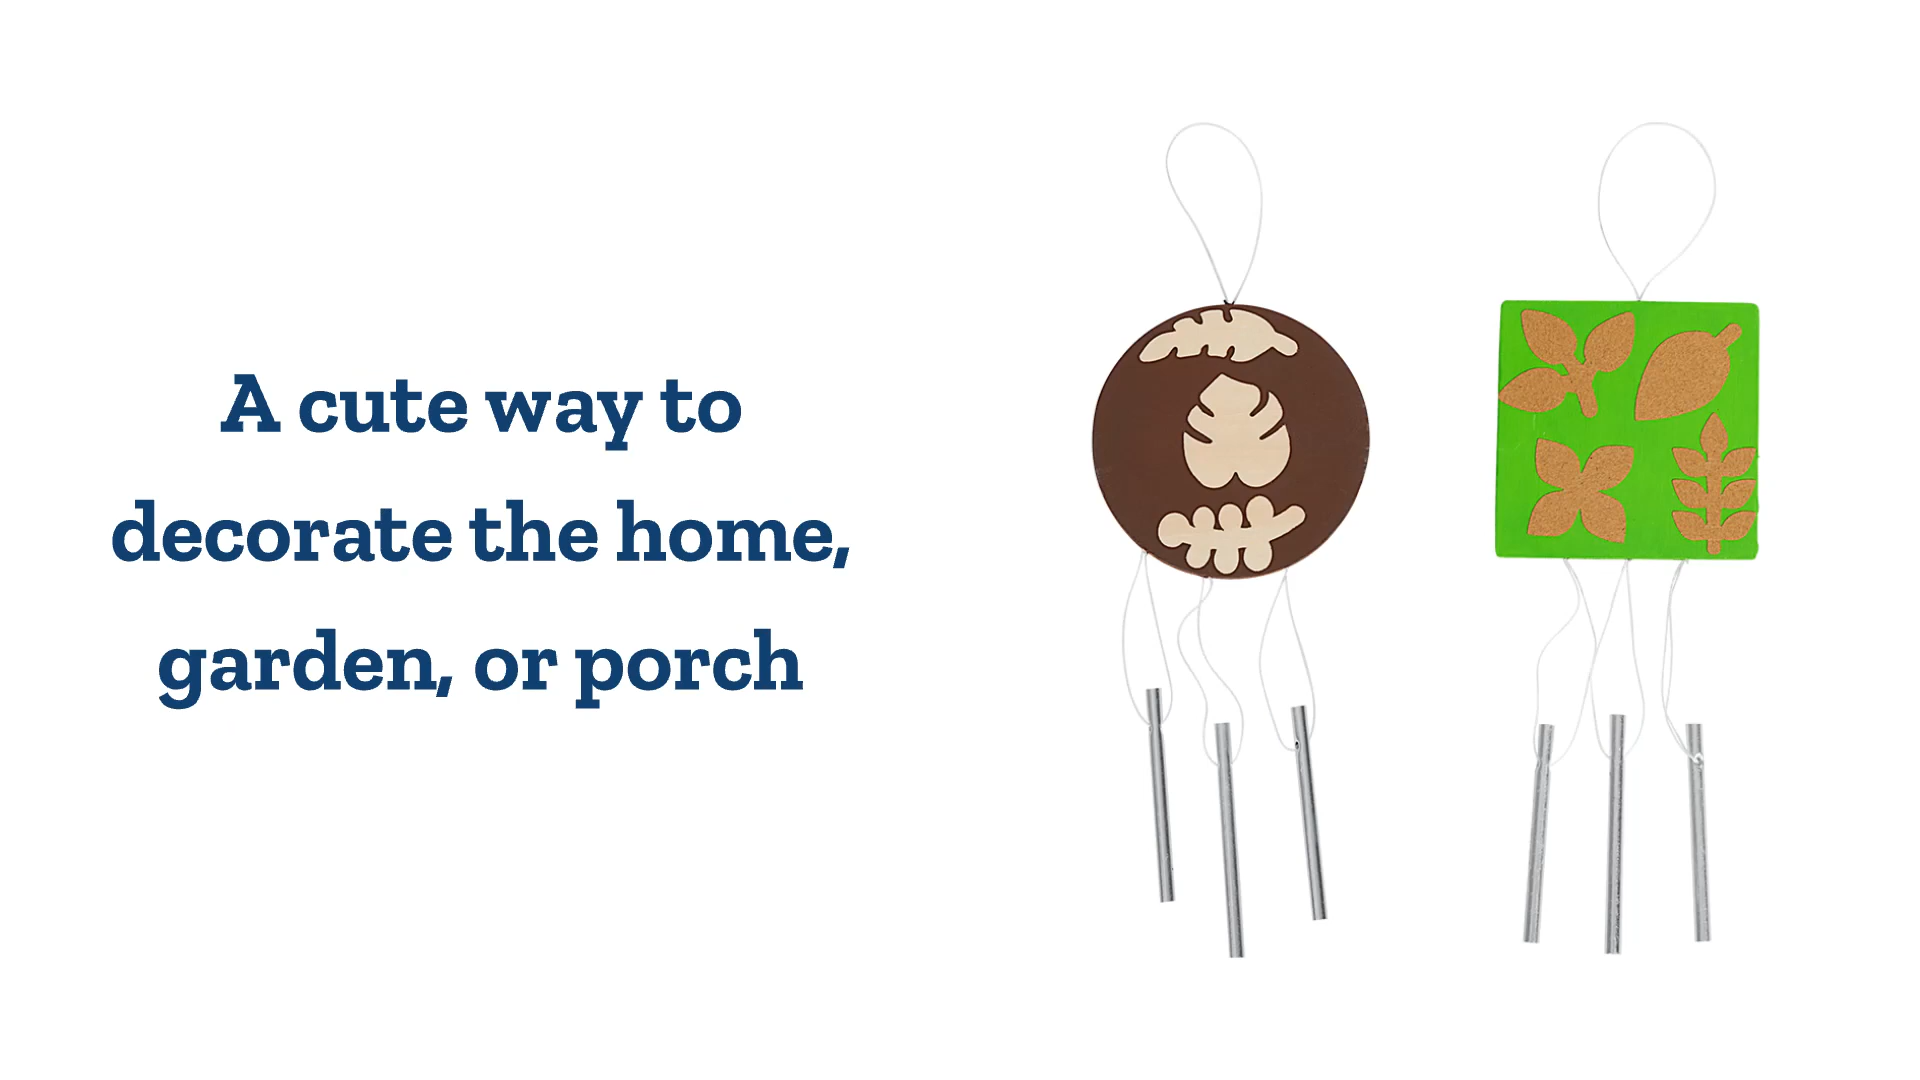 A cute way to
decorate the home,
garden, or porch